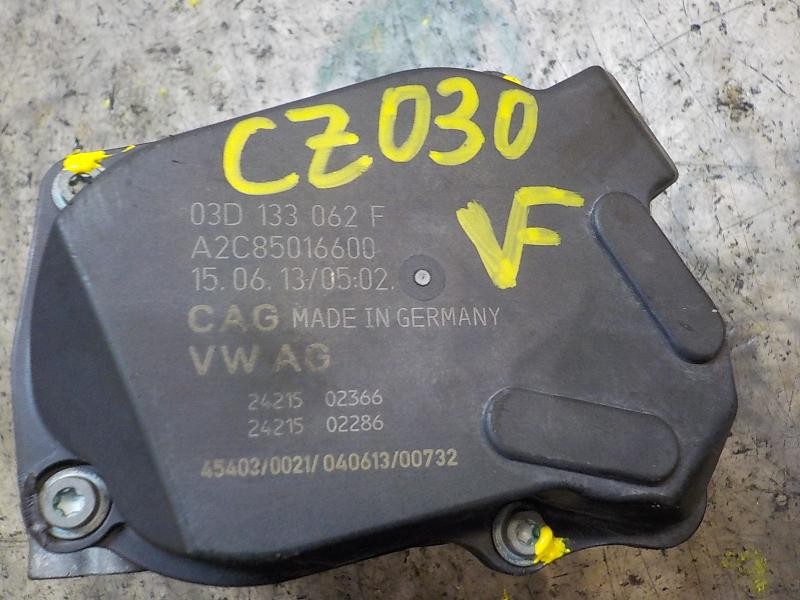 CZ030
VF
03D 133 062 F
A2C85016600
15. 06. 13/05:02.
CAG MADE IN GERMANY
VW AG
24215 02366
24215 02286
45403/0021/040613/00732